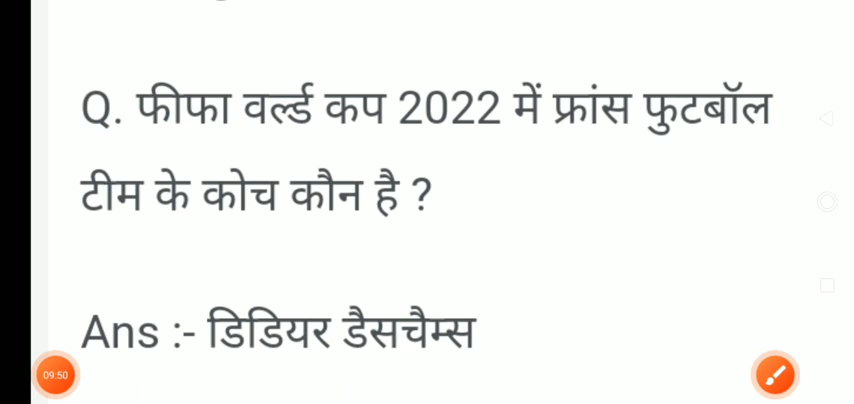 Q. फीफा वर्ल्ड कप 2022 में फ्रांस फुटबॉल
टीम के कोच कौन है ?
Ans :- डिडियर डैसचैम्स
09:50